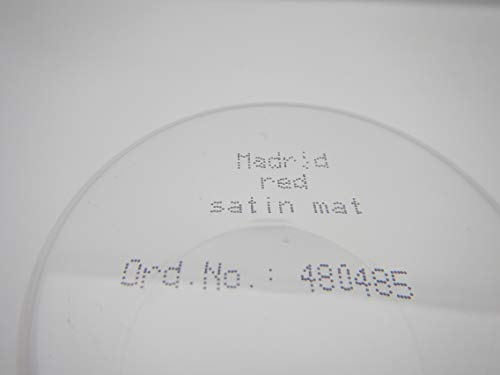 Madrid
red
satin mat
Ord.No.: 480485